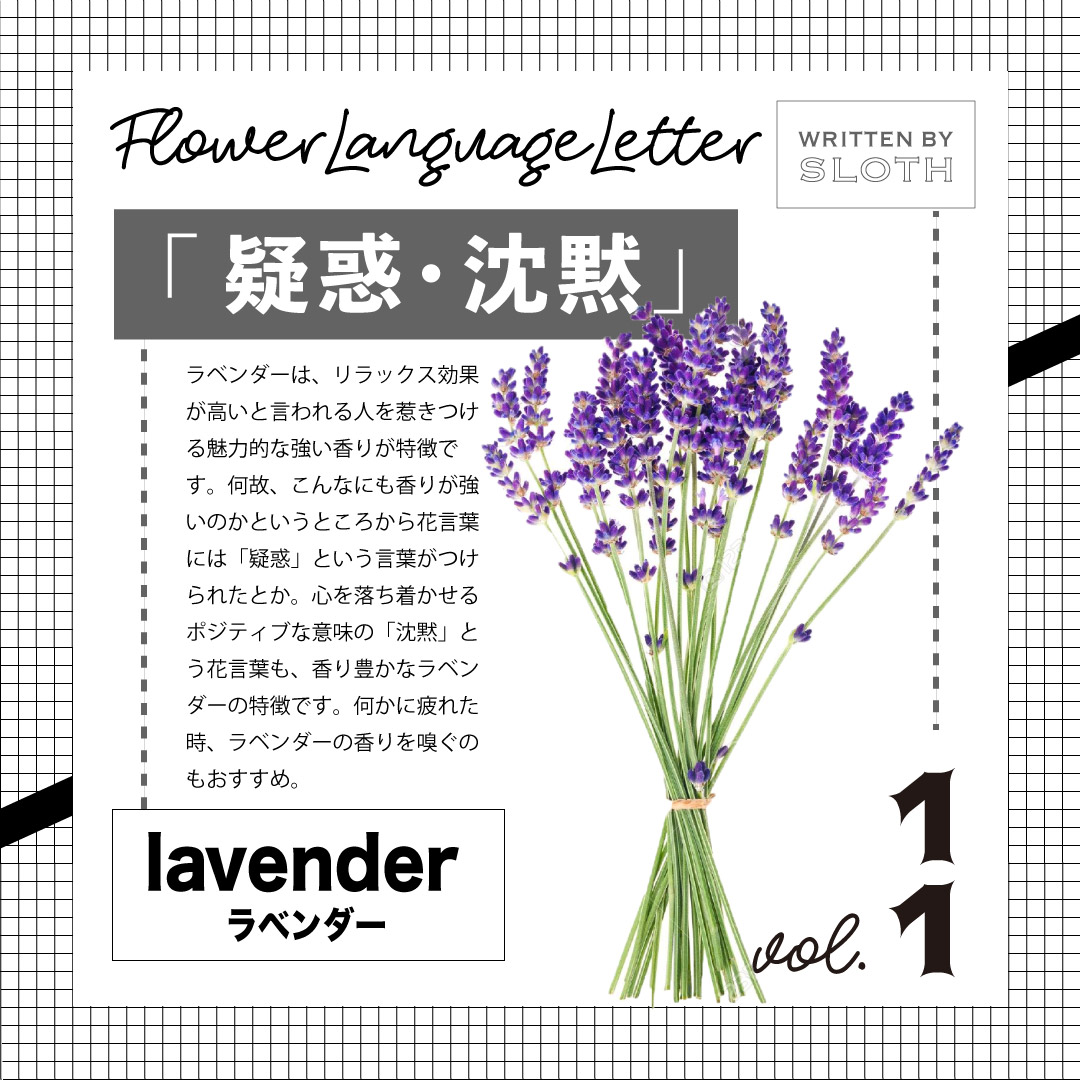 Flower Language Letter
WRITTEN BY
SLOTH
「疑惑・沈黙」
ラベンダーは、リラックス効果
が高いと言われる人を惹きつけ
る魅力的な強い香りが特徴で
す。何故、こんなにも香りが強
いのかというところから花言葉
には「疑惑」という言葉がつけ
られたとか。心を落ち着かせる
ポジティブな意味の「沈黙」と
う花言葉も、香り豊かなラベン
ダーの特徴です。何かに疲れた
時、ラベンダーの香りを嗅ぐの
もおすすめ。
lavender
ラベンダー
vol.
1
1